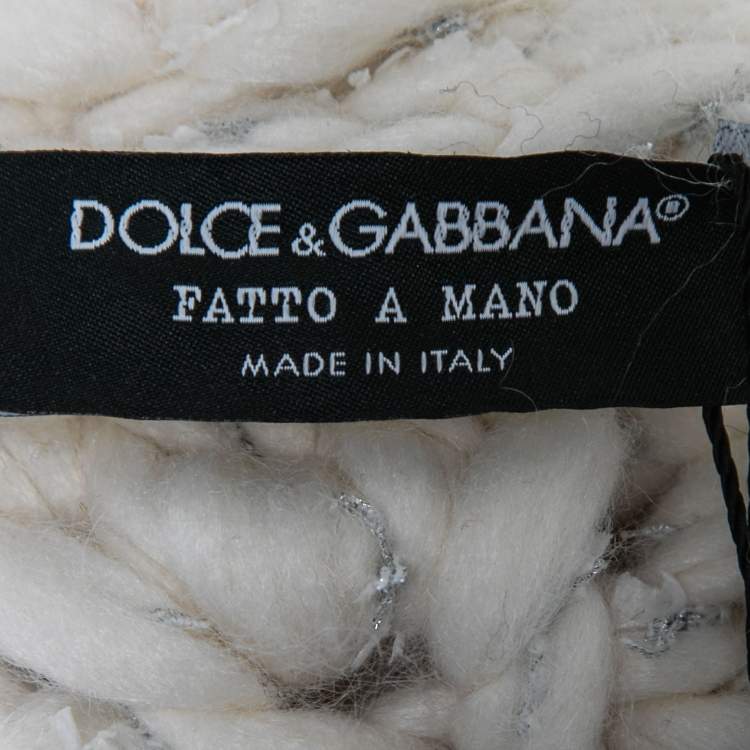 DOLCE & GABBANA®
FATTO A MANO
MADE IN ITALY